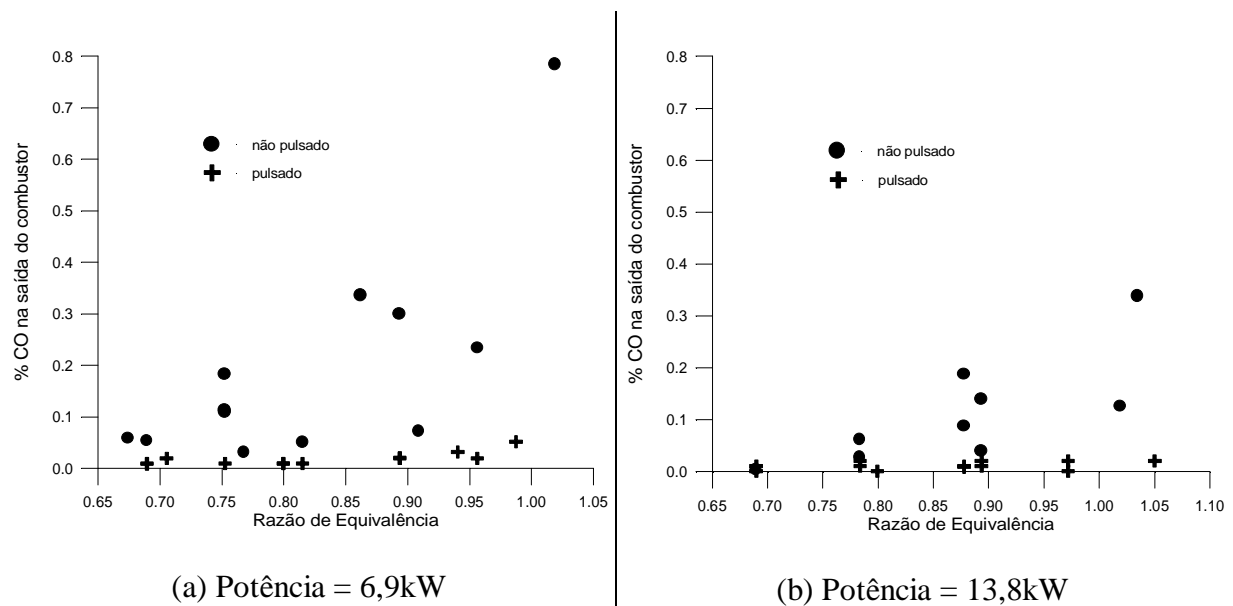 % CO na saída do combustor
0.8
0.7
0.6
0.5
0.4
0.3
0.2
0.1
0.0
não pulsado
pulsado
0.65 0.70 0.75 0.80 0.85 0.90 0.95 1.00 1.05
Razão de Equivalência
(a) Potência = 6,9kW
% CO na saída do combustor
0.8
0.7
0.6
0.5
0.4
0.3
0.2
0.1
0.0
não pulsado
pulsado
0.65 0.70 0.75 0.80 0.85 0.90 0.95 1.00 1.05 1.10
Razão de Equivalência
(b) Potência = 13,8kW